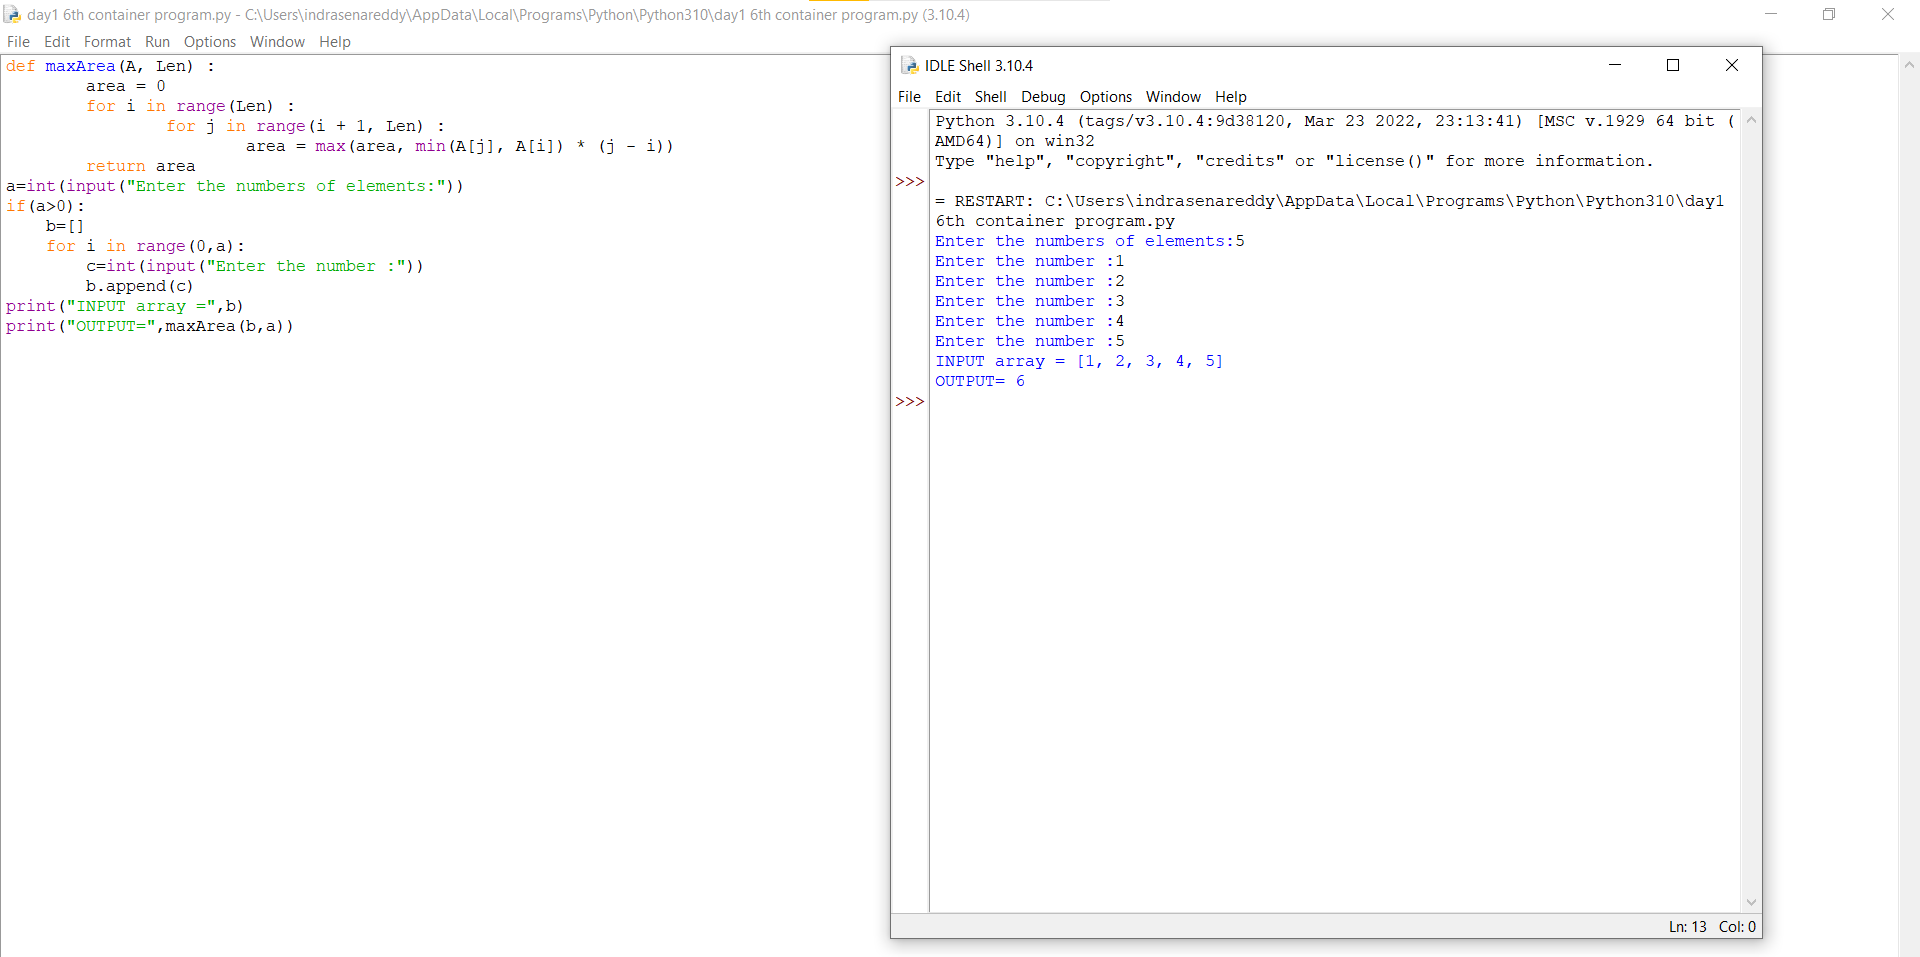 day1 6th container program.py - C:\Users\indrasenareddy\AppData\Local\Programs\Python\Python310\day1 6th container program.py (3.10.4)
File Edit Format Run Options Window Help
def maxArea(A, Len) :
        area = 0
        for i in range(Len) :
                for j in range(i + 1, Len) :
                        area = max(area, min(A[j], A[i]) * (j - i))
        return area
a=int(input("Enter the numbers of elements:"))
if(a>0):
    b=[]
    for i in range(0,a):
        c=int(input("Enter the number :"))
        b.append(c)
print("INPUT array =",b)
print("OUTPUT=",maxArea(b,a))
IDLE Shell 3.10.4
File Edit Shell Debug Options Window Help
Python 3.10.4 (tags/v3.10.4:9d38120, Mar 23 2022, 23:13:41) [MSC v.1929 64 bit (
AMD64)] on win32
Type "help", "copyright", "credits" or "license()" for more information.
>>>
= RESTART: C:\Users\indrasenareddy\AppData\Local\Programs\Python\Python310\day1
6th container program.py
Enter the numbers of elements:5
Enter the number :1
Enter the number :2
Enter the number :3
Enter the number :4
Enter the number :5
INPUT array = [1, 2, 3, 4, 5]
OUTPUT= 6
>>>
Ln: 13 Col: 0